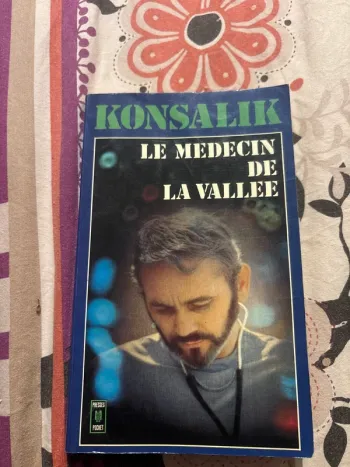 KONSALIK
LE MEDECIN
DE
LA VALLEE
PRESSES
POCKET